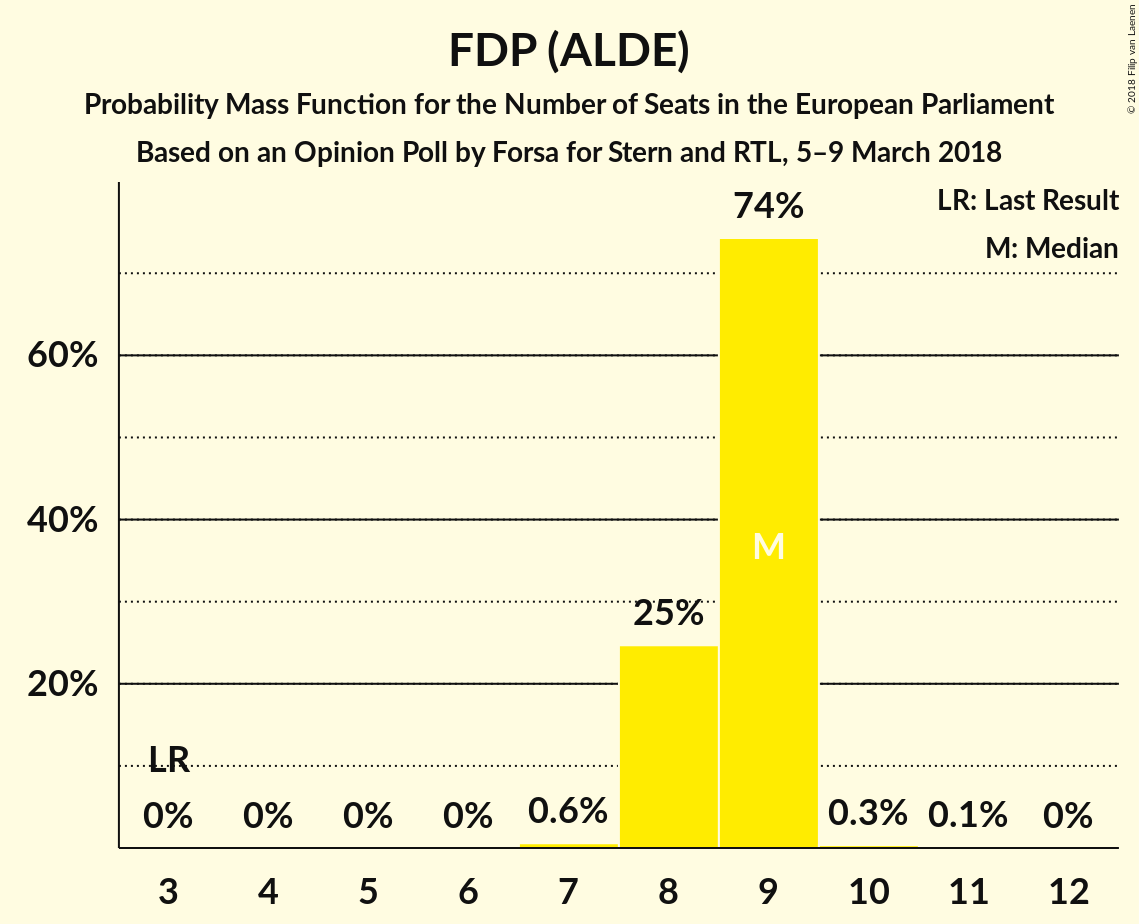 FDP (ALDE)
Probability Mass Function for the Number of Seats in the European Parliament
Based on an Opinion Poll by Forsa for Stern and RTL, 5–9 March 2018
© 2018 Filip van Laenen
LR: Last Result
M: Median
74%
60%
40%
M
25%
20%
LR
0% 0% 0% 0% 0.6% 0.3% 0.1% 0%
3 4 5 6 7 8 9 10 11 12